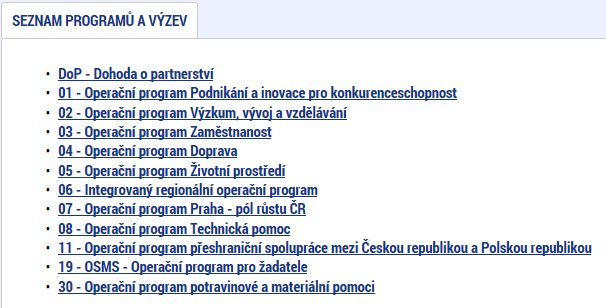 SEZNAM PROGRAMŮ A VÝZEV
• DoP - Dohoda o partnerství
• 01 - Operační program Podnikání a inovace pro konkurenceschopnost
• 02 - Operační program Výzkum, vývoj a vzdělávání
• 03 - Operační program Zaměstnanost
• 04 - Operační program Doprava
• 05 - Operační program Životní prostředí
• 06 - Integrovaný regionální operační program
• 07 - Operační program Praha - pól růstu ČR
• 08 - Operační program Technická pomoc
• 11 - Operační program přeshraniční spolupráce mezi Českou republikou a Polskou republikou
• 19 - OSMS - Operační program pro žadatele
• 30 - Operační program potravinové a materiální pomoci